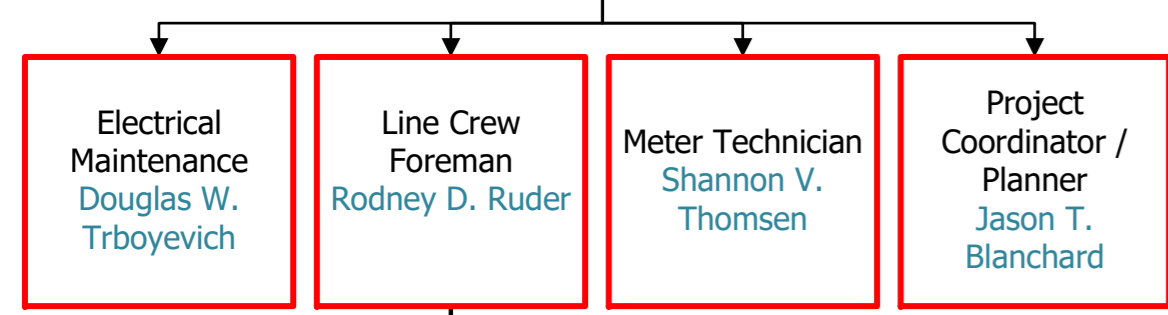 Electrical
Maintenance
Douglas W.
Trboyevich
Line Crew
Foreman
Rodney D. Ruder
Meter Technician
Shannon V.
Thomsen
Project
Coordinator /
Planner
Jason T.
Blanchard